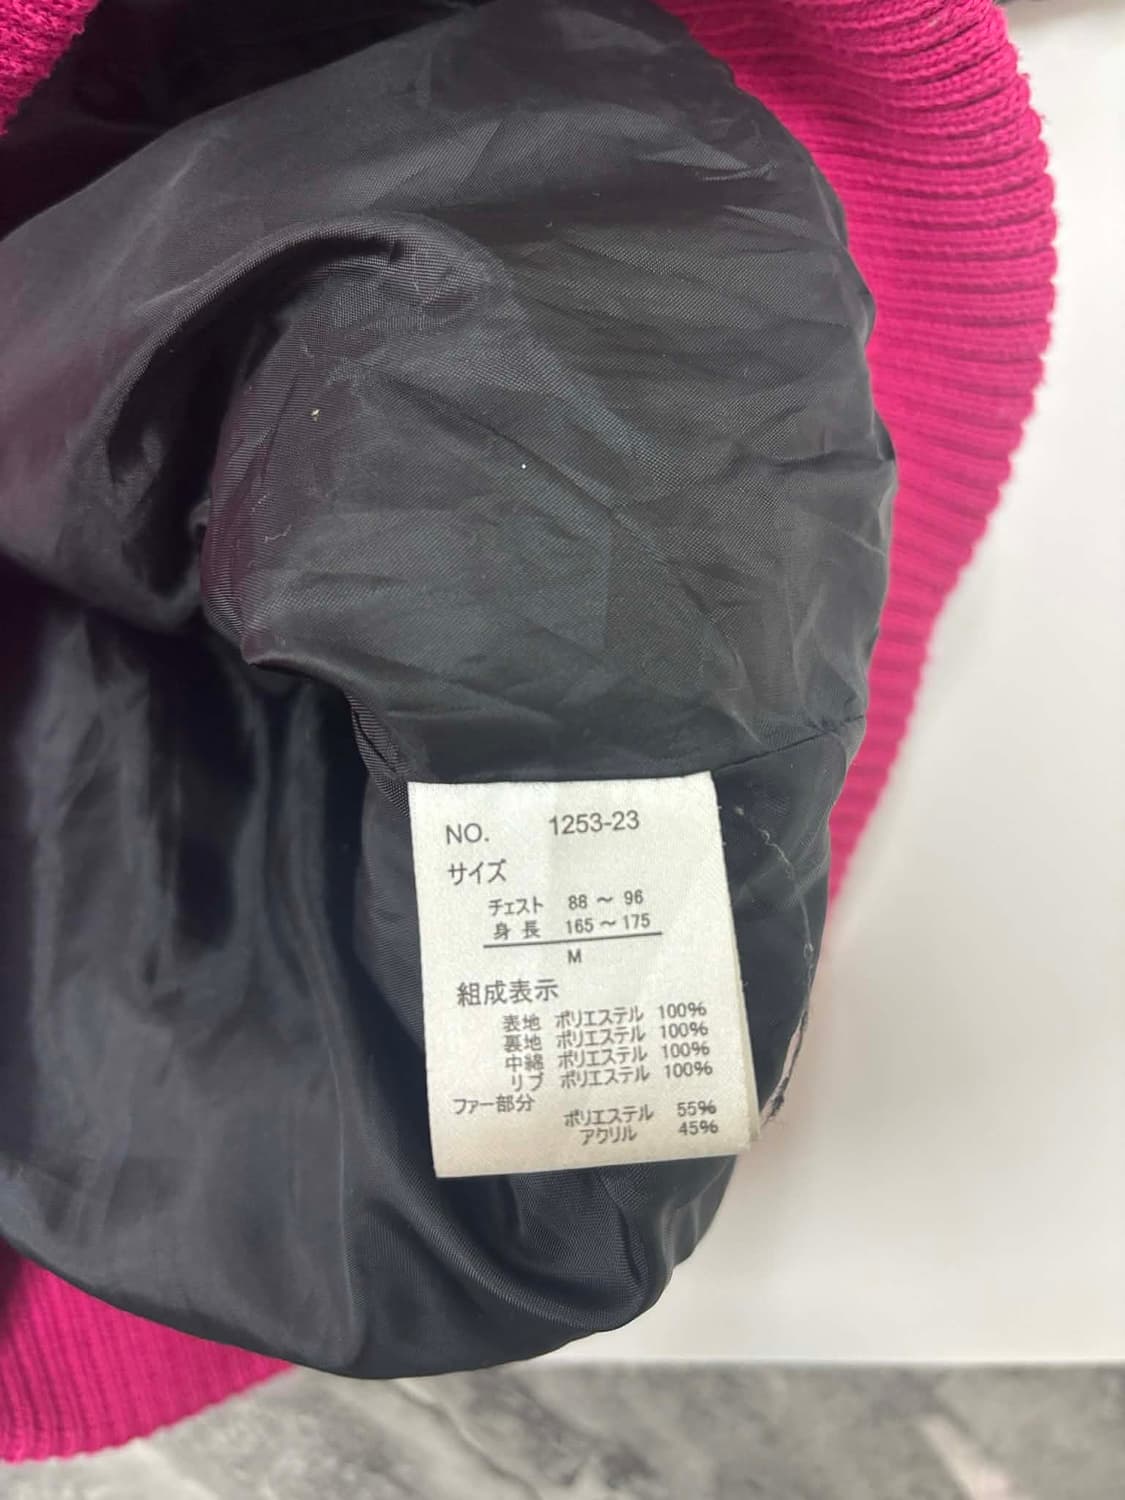 NO. 1253-23
サイズ
チェスト 88 ～ 96
身 長 165 ～ 175
M
組成表示
表地 ポリエステル 100%
裏地 ポリエステル 100%
中綿 ポリエステル 100%
リブ ポリエステル 100%
ファー部分
ポリエステル 55%
アクリル 45%